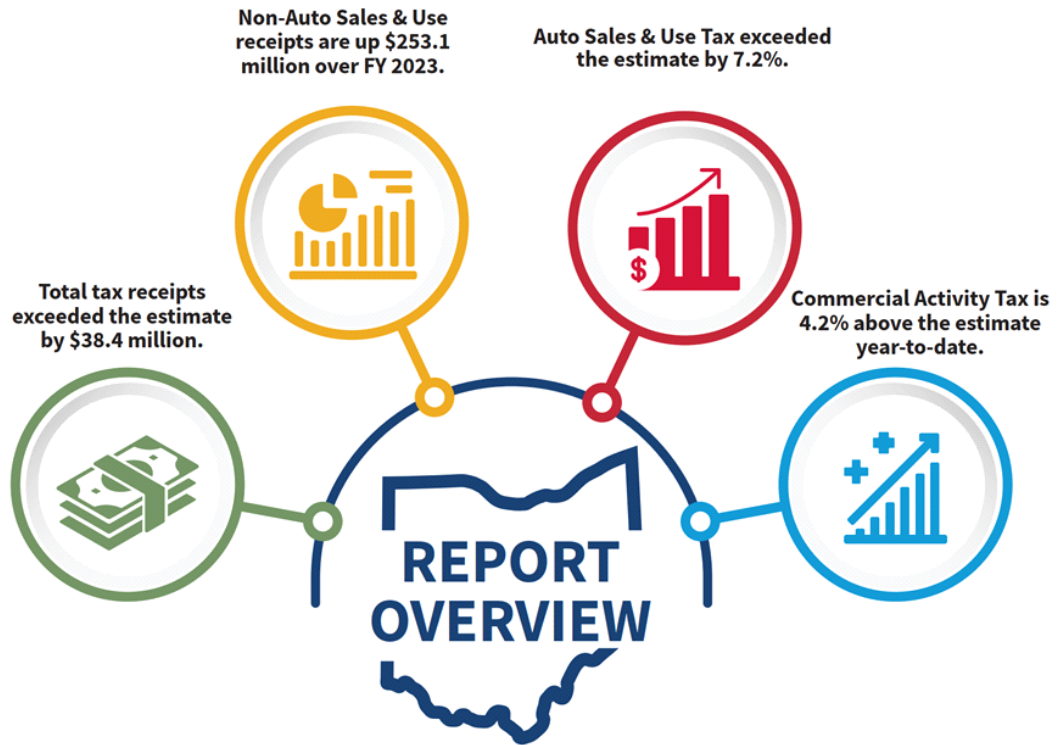 Non-Auto Sales & Use
receipts are up $253.1
million over FY 2023.
Auto Sales & Use Tax exceeded
the estimate by 7.2%.
Total tax receipts
exceeded the estimate
by $38.4 million.
Commercial Activity Tax is
4.2% above the estimate
year-to-date.
$
REPORT
OVERVIEW